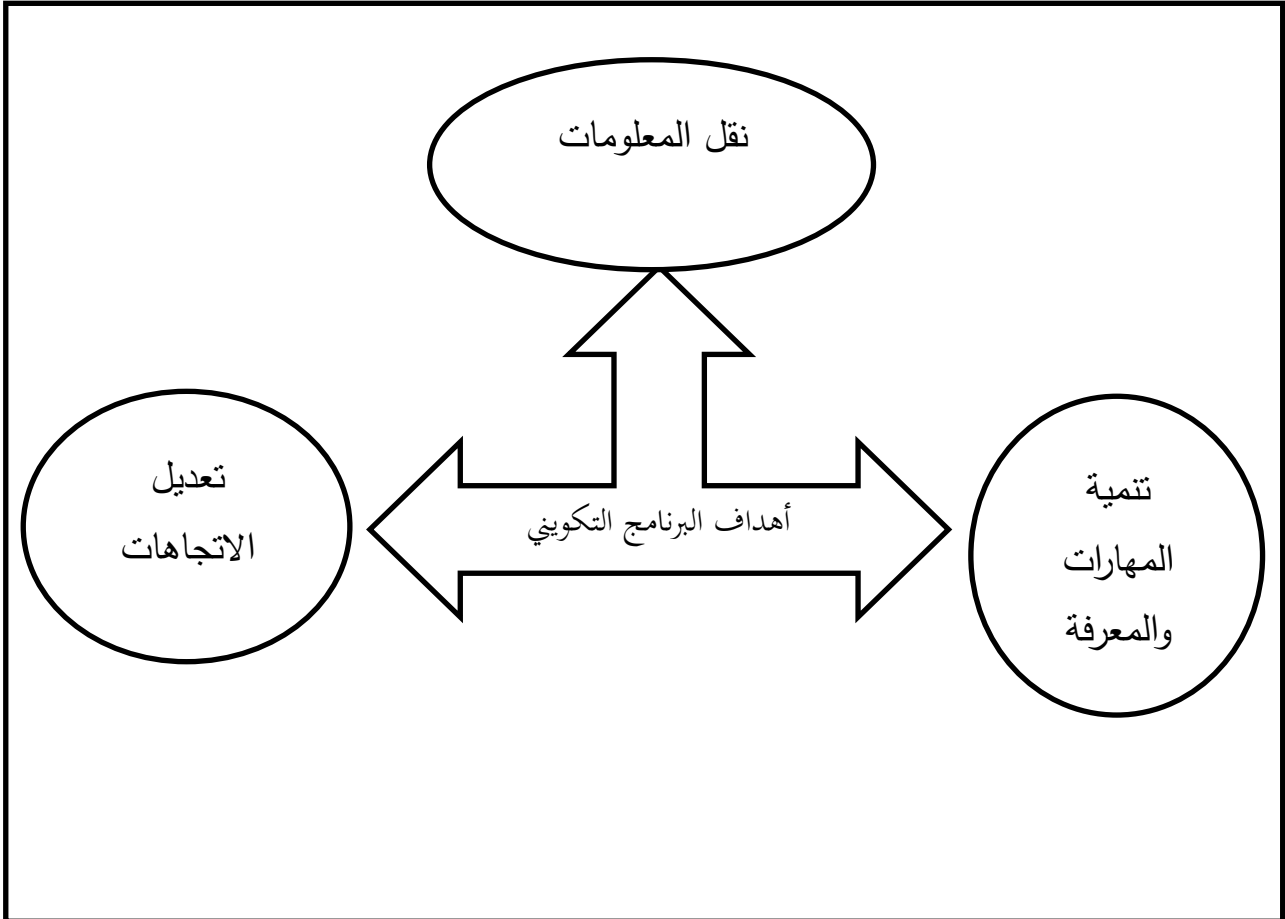 نقل المعلومات
تنمية
المهارات
والمعرفة
أهداف البرنامج التكويني
تعديل
الاتجاهات